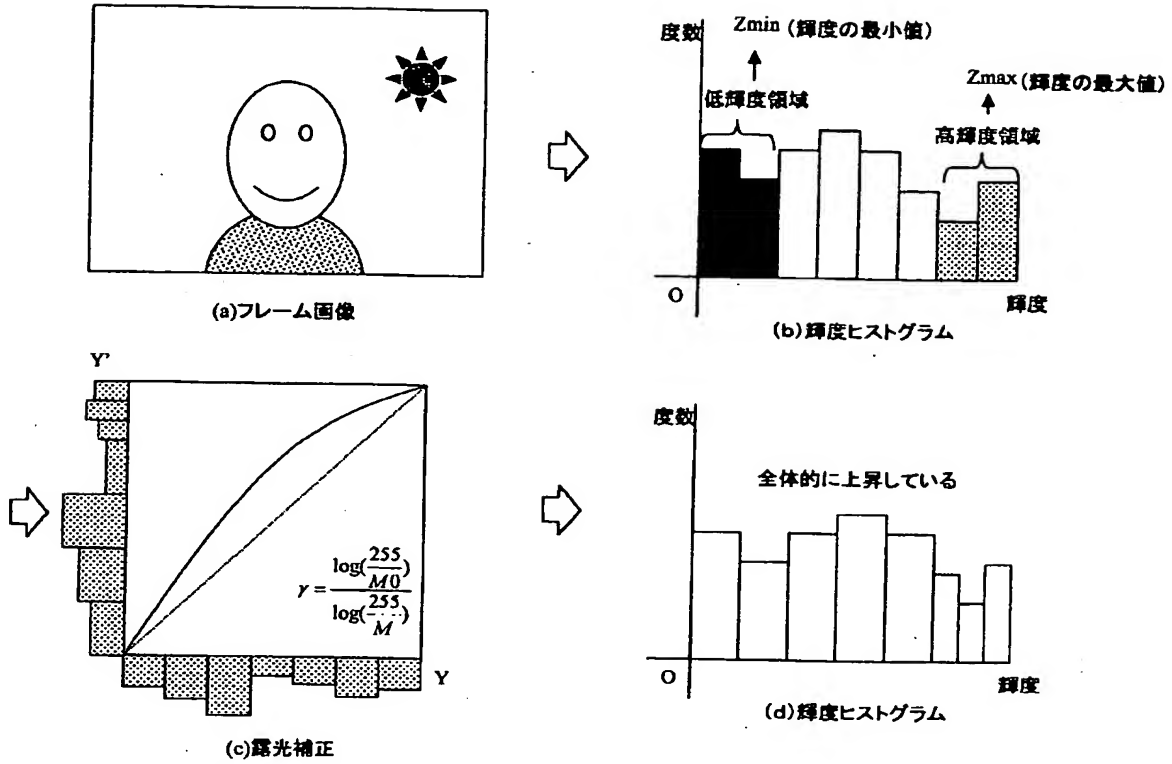 (a)フレーム画像
度数
Zmin (輝度の最小値)
Zmax (輝度の最大値)
低輝度領域
高輝度領域
O
輝度
(b)輝度ヒストグラム
Y'
γ = log(255/M0) / log(255/M)
Y
(c)露光補正
度数
全体的に上昇している
O
輝度
(d)輝度ヒストグラム